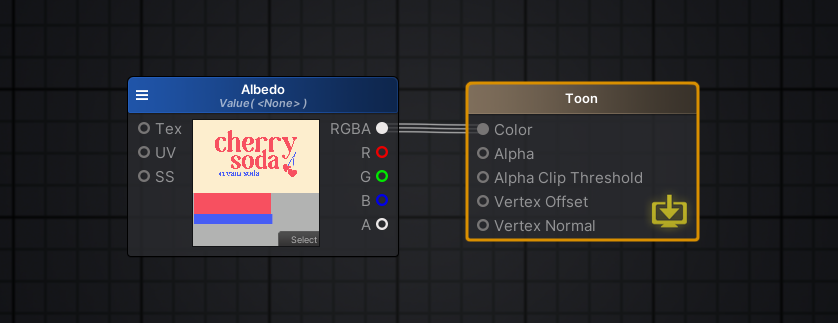 Albedo
Value( <None> )
Tex
UV
SS
cherry
soda
cream soda
Select
RGBA
R
G
B
A
Toon
Color
Alpha
Alpha Clip Threshold
Vertex Offset
Vertex Normal